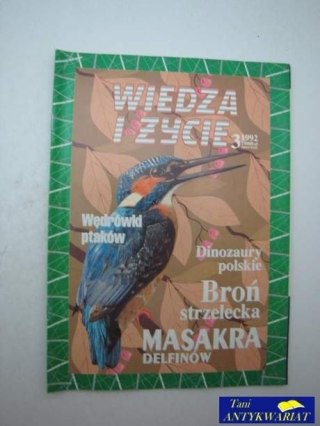 WIEDZA
I ŻYCIE
3 1992
Wędrówki
ptaków
Dinozaury
polskie
Broń
strzelecka
MASAKRA
DELFINÓW
Tani
ANTYKWARIAT